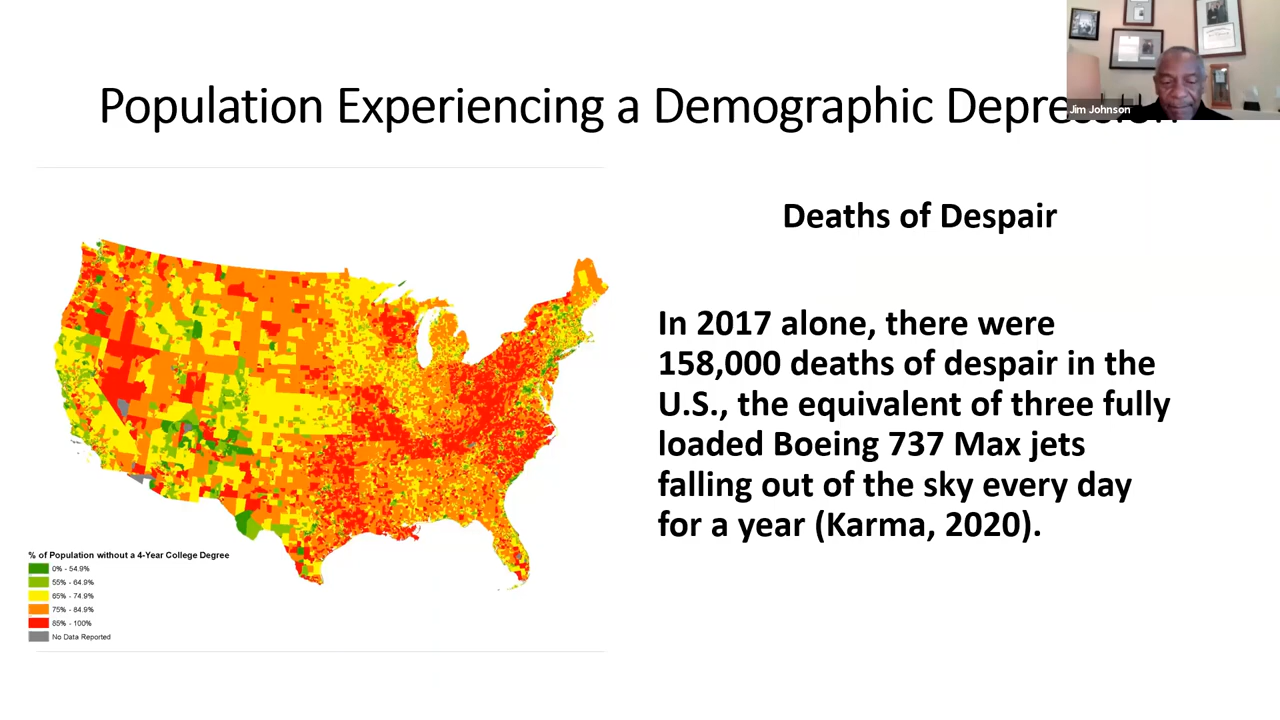 Population Experiencing a Demographic Depression
Jim Johnson
Deaths of Despair
In 2017 alone, there were
158,000 deaths of despair in the
U.S., the equivalent of three fully
loaded Boeing 737 Max jets
falling out of the sky every day
for a year (Karma, 2020).
% of Population without a 4-Year College Degree
0% - 54.9%
55% - 64.9%
65% - 74.9%
75% - 84.9%
85% - 100%
No Data Reported